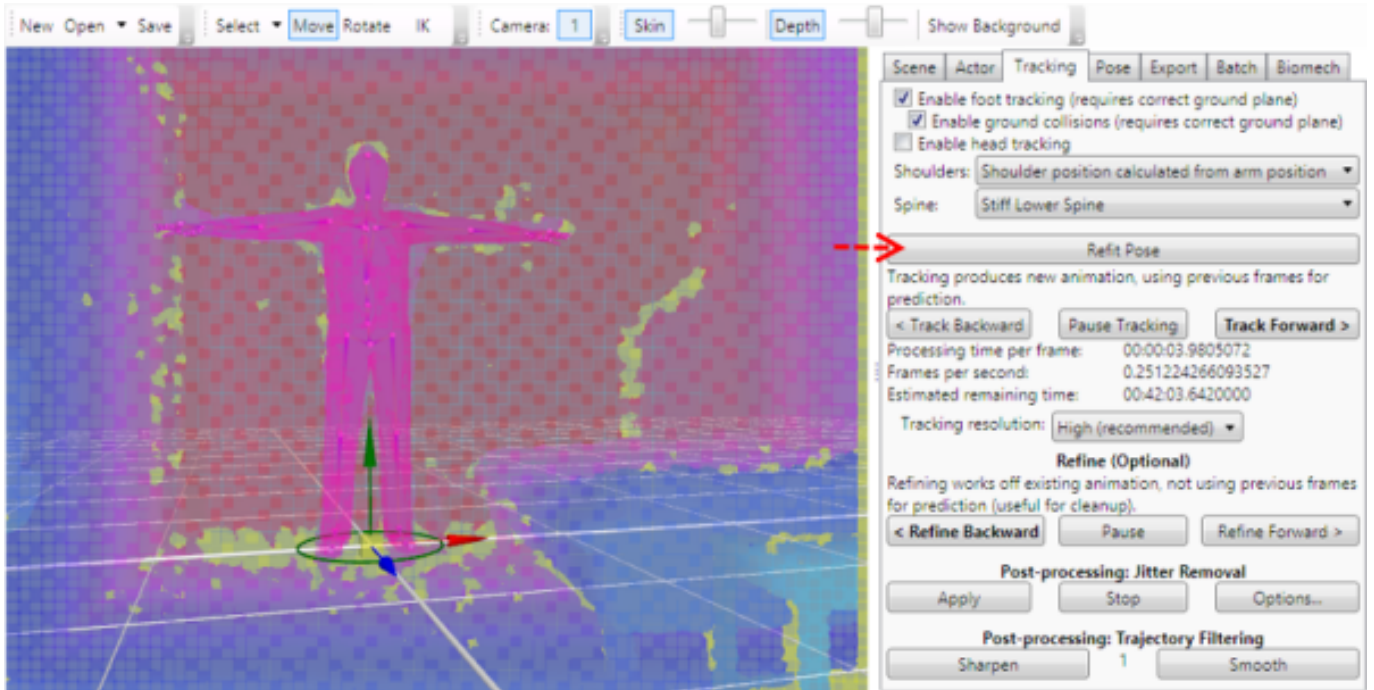 New Open Save Select Move Rotate IK Camera: 1 Skin Depth Show Background
Scene Actor Tracking Pose Export Batch Biomech
Enable foot tracking (requires correct ground plane)
Enable ground collisions (requires correct ground plane)
Enable head tracking
Shoulders: Shoulder position calculated from arm position
Spine: Stiff Lower Spine
Refit Pose
Tracking produces new animation, using previous frames for
prediction.
< Track Backward Pause Tracking Track Forward >
Processing time per frame: 00:00:03.9805072
Frames per second: 0.251224266093527
Estimated remaining time: 00:42:03.6420000
Tracking resolution: High (recommended)
Refine (Optional)
Refining works off existing animation, not using previous frames
for prediction (useful for cleanup).
< Refine Backward Pause Refine Forward >
Post-processing: Jitter Removal
Apply Stop Options...
Post-processing: Trajectory Filtering
Sharpen 1 Smooth